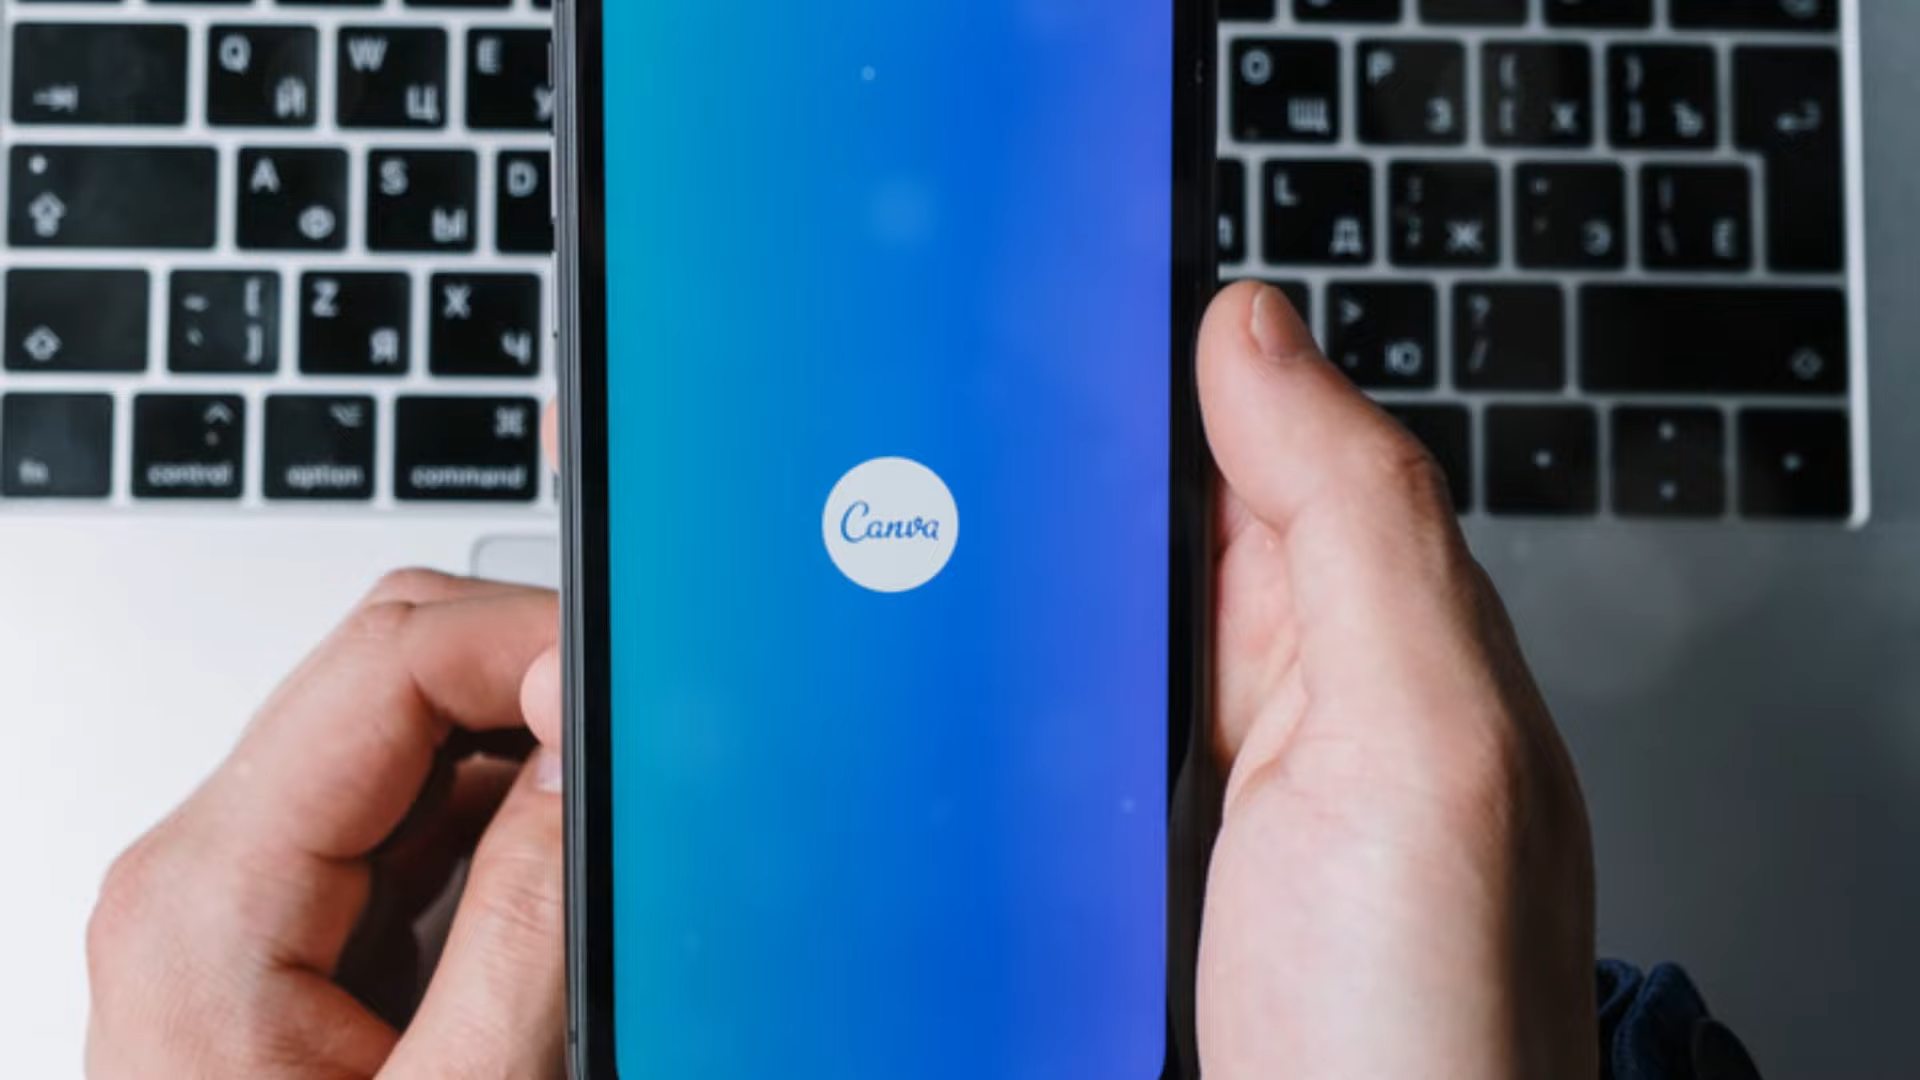 Q W E
Й Ц У
O P { }
Щ З [ Х ] Ъ
A S D
Ф Ы
L : " |
Д ; Ж ' Э \ Ё
~ [ Z X
` ] Я Ч
> ?
. Ю /
fn control option command
Canva